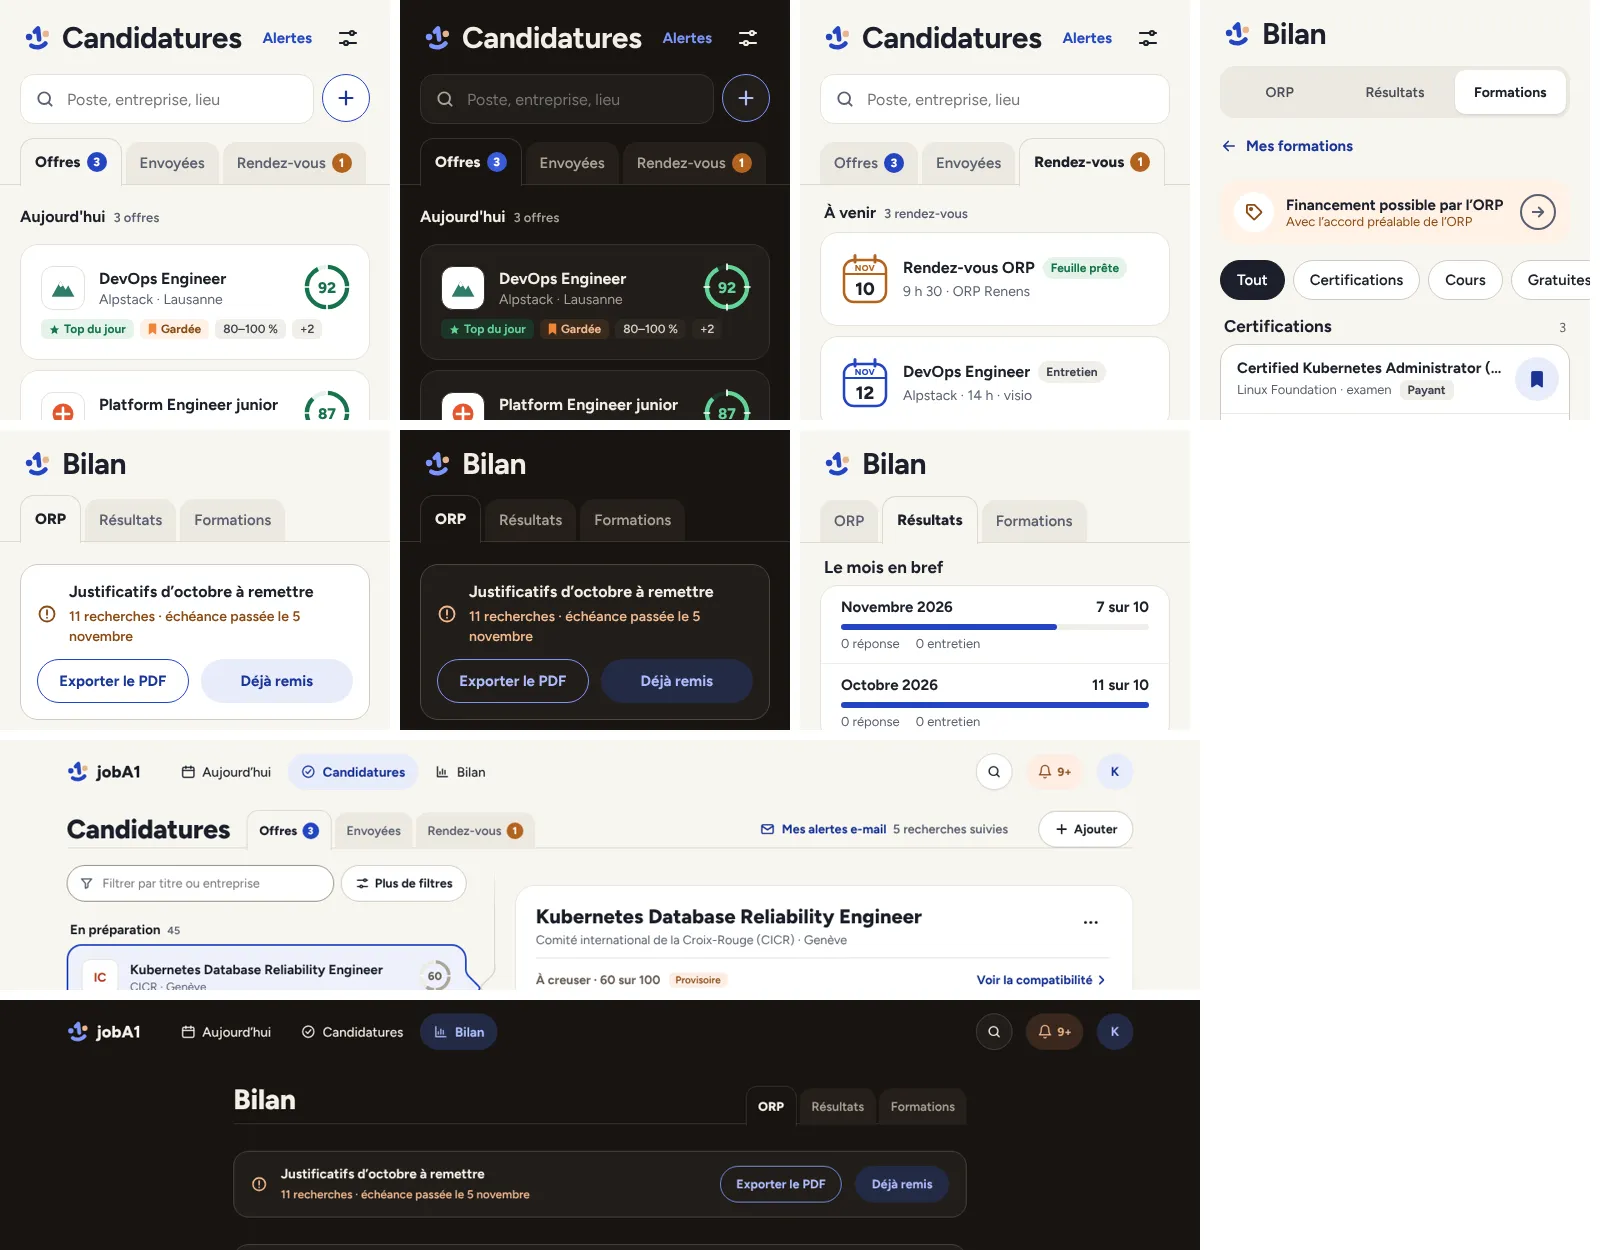 Candidatures Alertes
Poste, entreprise, lieu
Offres 3 Envoyées Rendez-vous 1
Aujourd'hui 3 offres
DevOps Engineer
Alpstack · Lausanne
92
Top du jour Gardée 80–100 % +2
Platform Engineer junior
87
Candidatures Alertes
Poste, entreprise, lieu
Offres 3 Envoyées Rendez-vous 1
Aujourd'hui 3 offres
DevOps Engineer
Alpstack · Lausanne
92
Top du jour Gardée 80–100 % +2
Platform Engineer junior
87
Candidatures Alertes
Poste, entreprise, lieu
Offres 3 Envoyées Rendez-vous 1
À venir 3 rendez-vous
NOV
10
Rendez-vous ORP Feuille prête
9 h 30 · ORP Renens
NOV
12
DevOps Engineer Entretien
Alpstack · 14 h · visio
Bilan
ORP Résultats Formations
Mes formations
Financement possible par l’ORP
Avec l’accord préalable de l’ORP
Tout Certifications Cours Gratuites
Certifications 3
Certified Kubernetes Administrator (...
Linux Foundation · examen Payant
Bilan
ORP Résultats Formations
Justificatifs d’octobre à remettre
11 recherches · échéance passée le 5
novembre
Exporter le PDF Déjà remis
Bilan
ORP Résultats Formations
Justificatifs d’octobre à remettre
11 recherches · échéance passée le 5
novembre
Exporter le PDF Déjà remis
Bilan
ORP Résultats Formations
Le mois en bref
Novembre 2026 7 sur 10
0 réponse 0 entretien
Octobre 2026 11 sur 10
0 réponse 0 entretien
jobA1 Aujourd’hui Candidatures Bilan 9+ K
Candidatures Offres 3 Envoyées Rendez-vous 1 Mes alertes e-mail 5 recherches suivies Ajouter
Filtrer par titre ou entreprise Plus de filtres
En préparation 45
IC Kubernetes Database Reliability Engineer 60
CICR · Genève
Kubernetes Database Reliability Engineer ...
Comité international de la Croix-Rouge (CICR) · Genève
À creuser · 60 sur 100 Provisoire Voir la compatibilité
jobA1 Aujourd’hui Candidatures Bilan 9+ K
Bilan ORP Résultats Formations
Justificatifs d’octobre à remettre
11 recherches · échéance passée le 5 novembre
Exporter le PDF Déjà remis